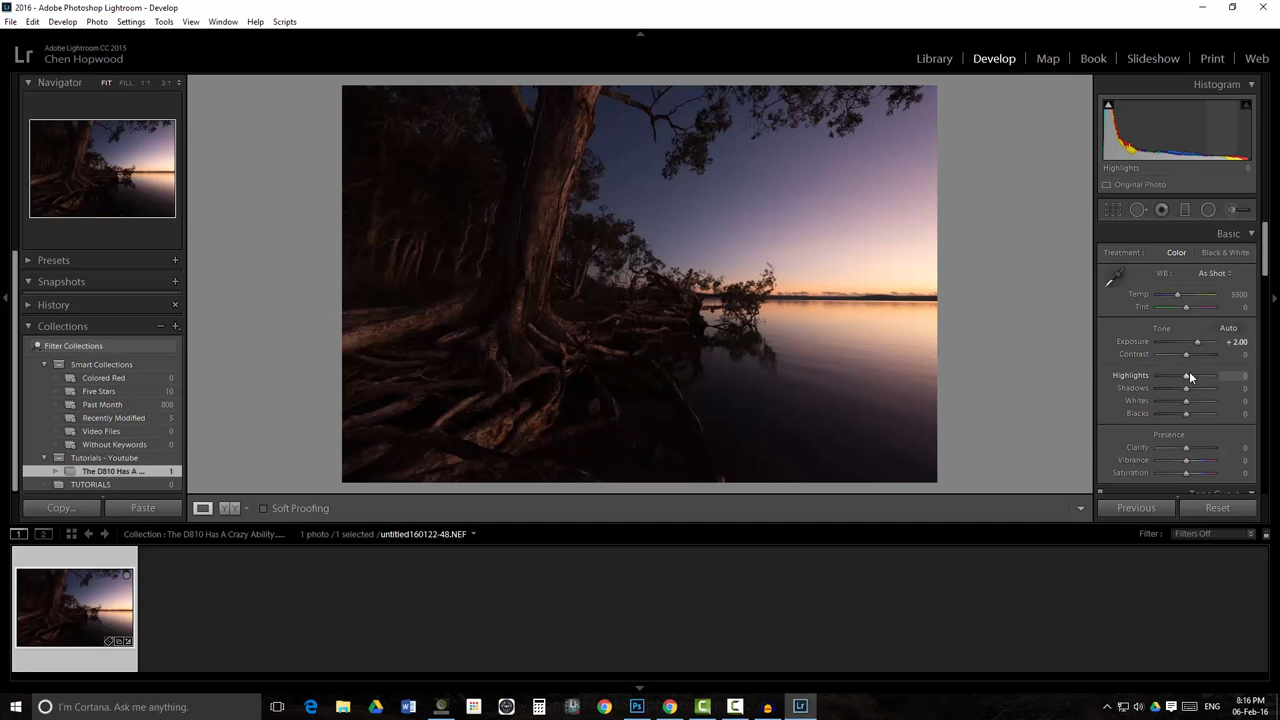 2016 - Adobe Photoshop Lightroom - Develop
File Edit Develop Photo Settings Tools View Window Help Scripts
Lr
Adobe Lightroom CC 2015
Chen Hopwood
Library Develop Map Book Slideshow Print Web
Navigator FIT FILL 1:1 3:1
Presets
Snapshots
History
Collections
Filter Collections
Smart Collections
Colored Red 0
Five Stars 10
Past Month 808
Recently Modified 5
Video Files 0
Without Keywords 0
Tutorials - Youtube
The D810 Has A ... 1
TUTORIALS 0
Copy... Paste
Histogram
Highlights 0
Original Photo
Basic
Treatment : Color Black & White
WB : As Shot
Temp 5500
Tint 0
Tone Auto
Exposure + 2.00
Contrast 0
Highlights 0
Shadows 0
Whites 0
Blacks 0
Presence
Clarity 0
Vibrance 0
Saturation 0
Previous Reset
Soft Proofing
1 2 Collection : The D810 Has A Crazy Ability..... 1 photo /1 selected /untitled160122-48.NEF
Filter : Filters Off
I'm Cortana. Ask me anything.
Ps
Lr
ENG
8:16 PM
06-Feb-16